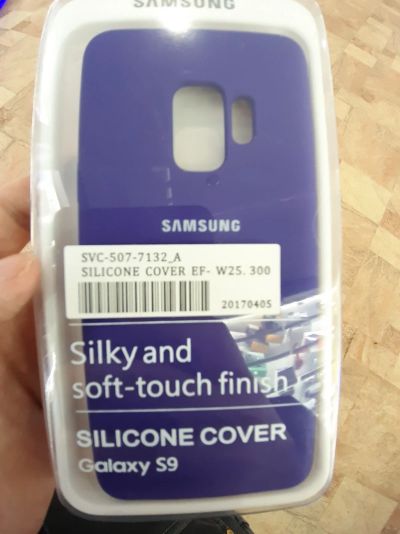 SAMSUNG
SAMSUNG
SVC-507-7132_A
SILICONE COVER EF- W25. 300
20170405
Silky and
soft-touch finish
SILICONE COVER
Galaxy S9